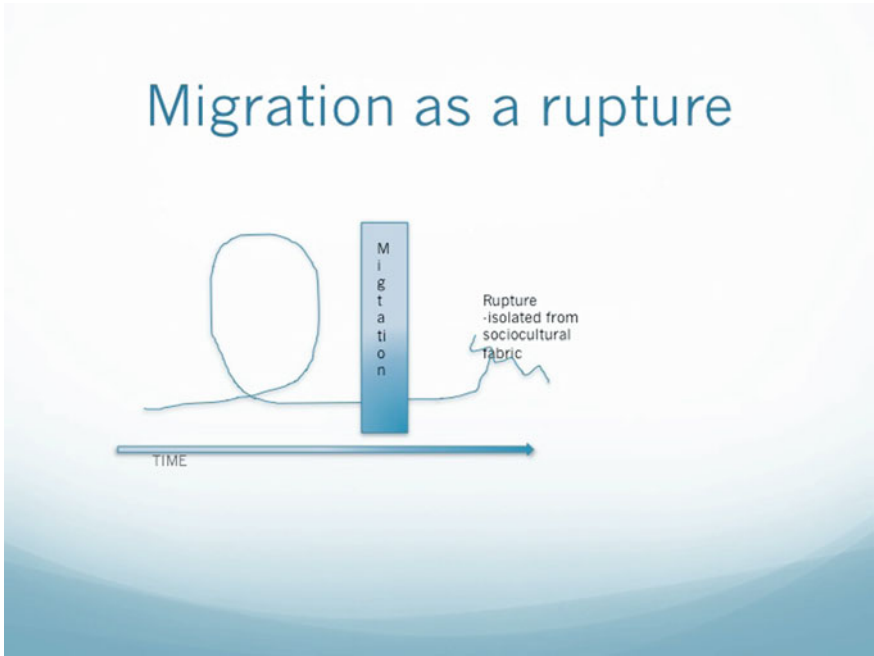 Migration as a rupture
M
i
g
t
a
ti
o
n
Rupture
-isolated from
sociocultural
fabric
TIME